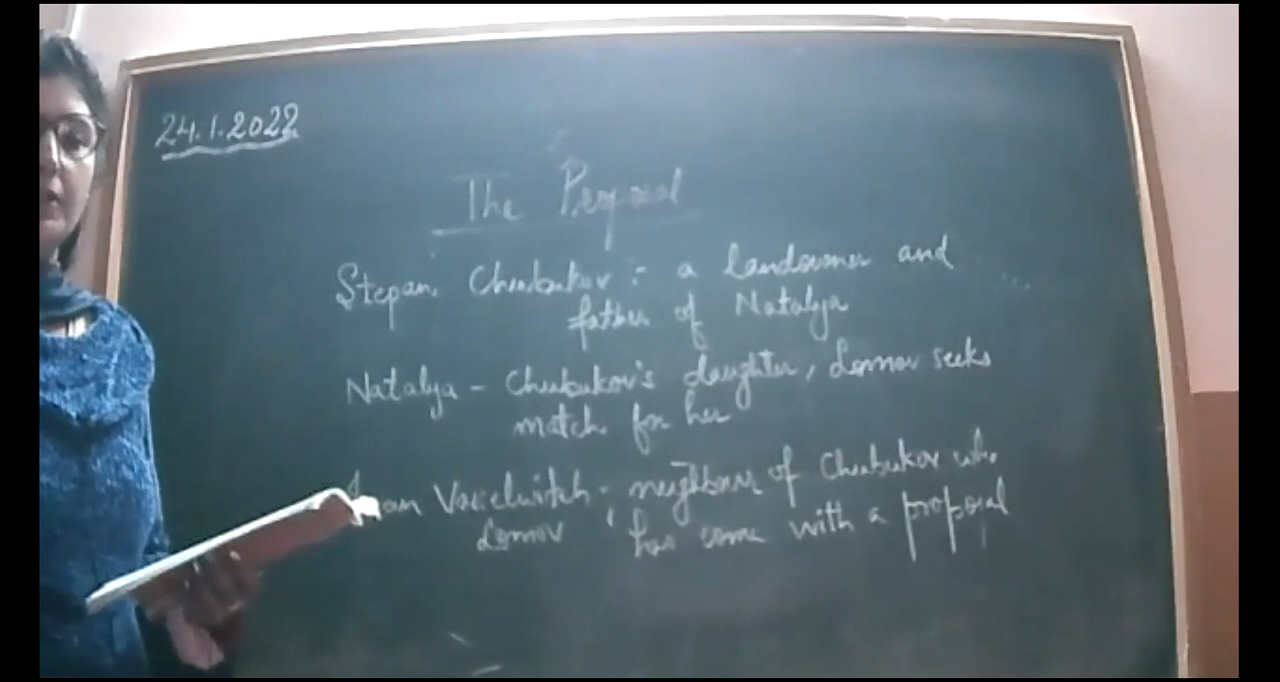 24.1.2022
The Proposal
Stepan Chubukov :- a landowner and
father of Natalya
Natalya - Chubukov's daughter, Lomov seeks
match for her
Ivan Vassilevitch - neighbour of Chubukov who
Lomov has come with a proposal